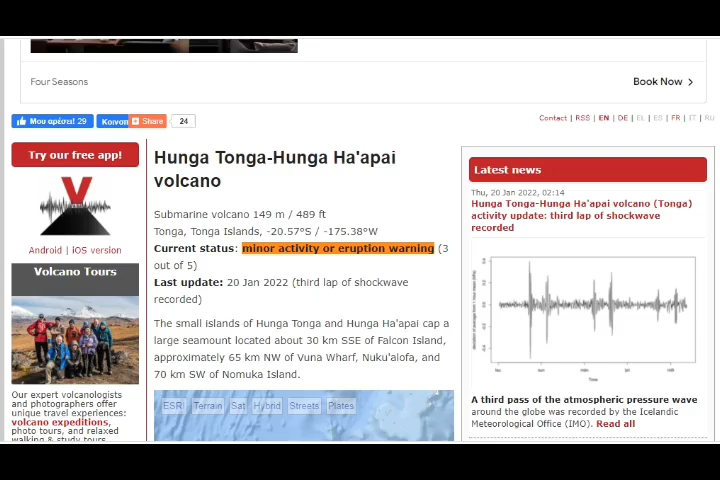 Four Seasons
Book Now
Μου αρέσει! 29
Κοινοπ
Share
24
Contact | RSS | EN | DE | EL | ES | FR | IT | RU
Try our free app!
Android | iOS version
Volcano Tours
Our expert volcanologists
and photographers offer
unique travel experiences:
volcano expeditions,
photo tours, and relaxed
walking & study tours
Hunga Tonga-Hunga Ha'apai
volcano
Submarine volcano 149 m / 489 ft
Tonga, Tonga Islands, -20.57°S / -175.38°W
Current status: minor activity or eruption warning (3
out of 5)
Last update: 20 Jan 2022 (third lap of shockwave
recorded)
The small islands of Hunga Tonga and Hunga Ha'apai cap a
large seamount located about 30 km SSE of Falcon Island,
approximately 65 km NW of Vuna Wharf, Nuku'alofa, and
70 km SW of Nomuka Island.
ESRI Terrain Sat Hybrid Streets Plates
Latest news
Thu, 20 Jan 2022, 02:14
Hunga Tonga-Hunga Ha'apai volcano (Tonga)
activity update: third lap of shockwave
recorded
Time
A third pass of the atmospheric pressure wave
around the globe was recorded by the Icelandic
Meteorological Office (IMO). Read all